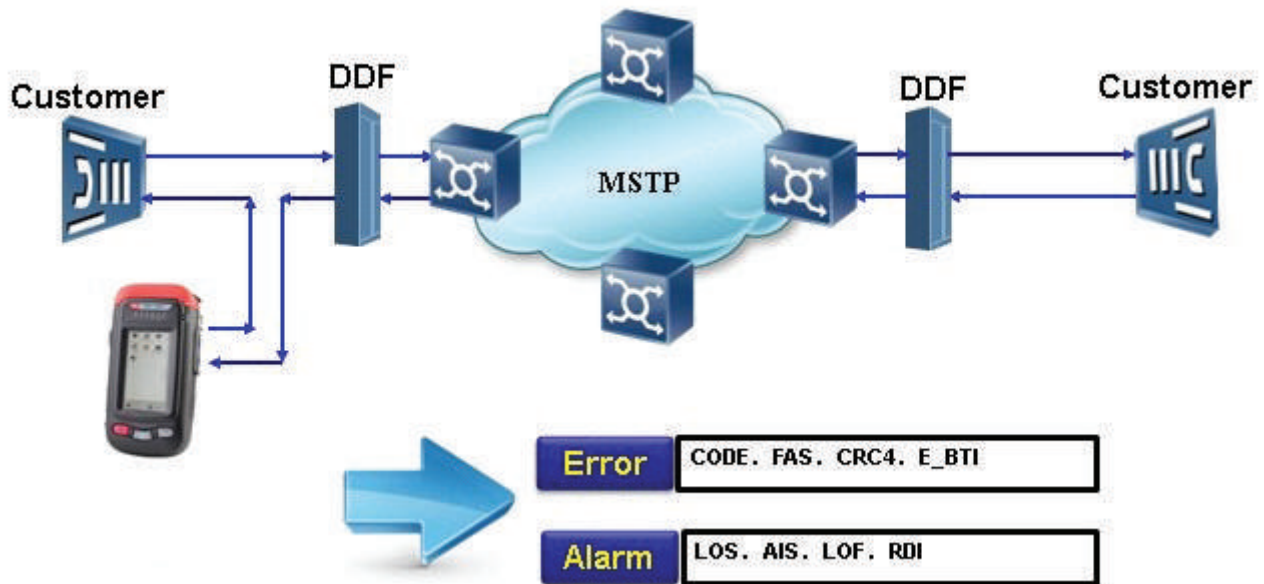 Customer
DDF
DDF
Customer
MSTP
Error
CODE. FAS. CRC4. E_BTI
Alarm
LOS. AIS. LOF. RDI